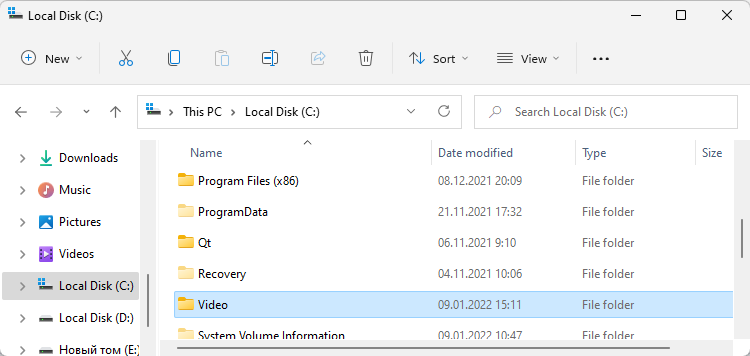 Local Disk (C:)
New Sort View
This PC Local Disk (C:) Search Local Disk (C:)
Name Date modified Type Size
Downloads
Music
Pictures
Videos
Local Disk (C:)
Local Disk (D:)
Новый том (E:)
Program Files (x86) 08.12.2021 20:09 File folder
ProgramData 21.11.2021 17:32 File folder
Qt 06.11.2021 9:10 File folder
Recovery 04.11.2021 10:06 File folder
Video 09.01.2022 15:11 File folder
System Volume Information 09.01.2022 10:47 File folder